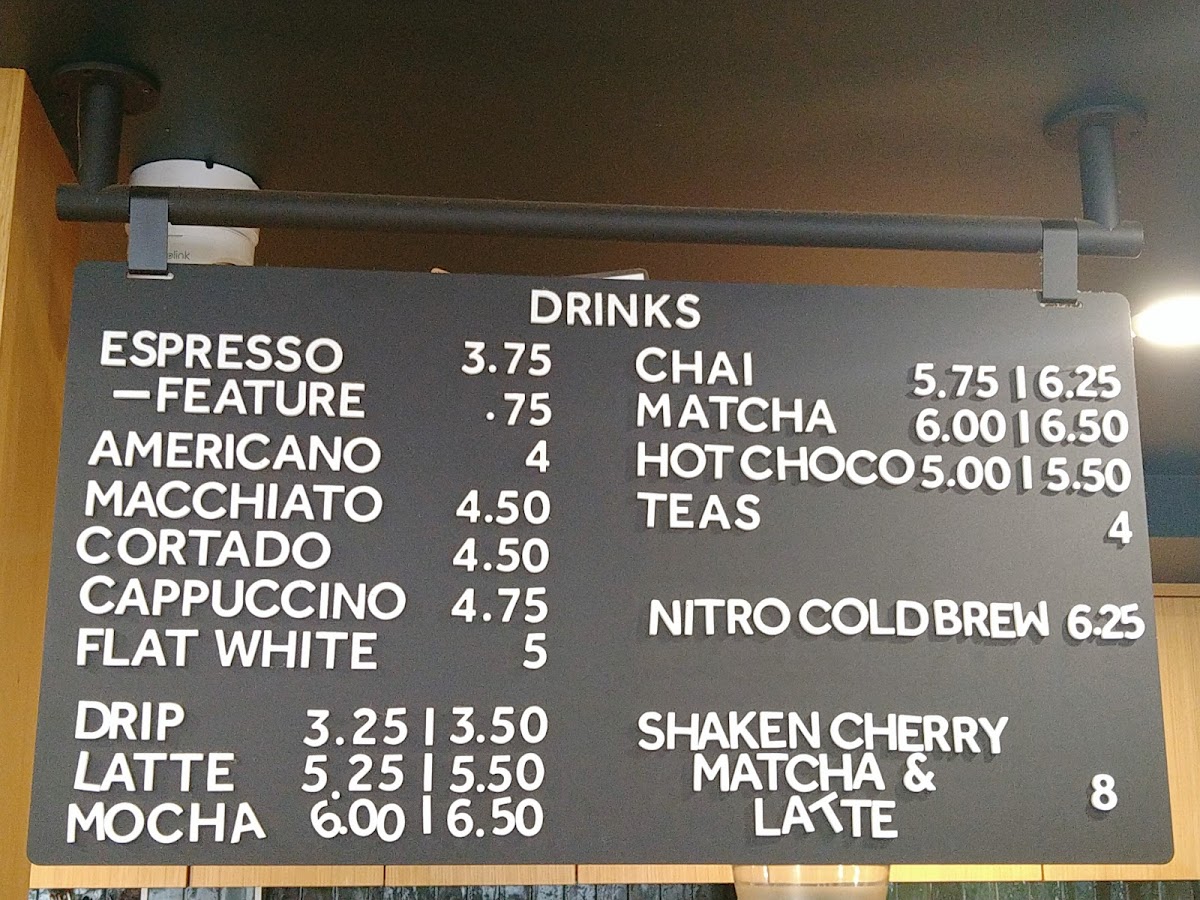 DRINKS
ESPRESSO 3.75
—FEATURE .75
AMERICANO 4
MACCHIATO 4.50
CORTADO 4.50
CAPPUCCINO 4.75
FLAT WHITE 5
DRIP 3.25 | 3.50
LATTE 5.25 | 5.50
MOCHA 6.00 | 6.50
CHAI 5.75 | 6.25
MATCHA 6.00 | 6.50
HOT CHOCO 5.00 | 5.50
TEAS 4
NITRO COLD BREW 6.25
SHAKEN CHERRY
MATCHA &
LATTE 8